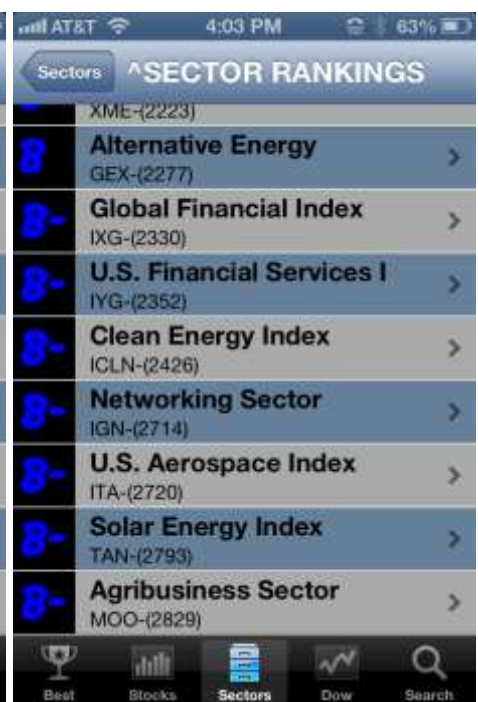 AT&T 4:03 PM 63%
Sectors ^SECTOR RANKINGS
XME-(2223)
B Alternative Energy
GEX-(2277)
B- Global Financial Index
IXG-(2330)
B- U.S. Financial Services I
IYG-(2352)
B- Clean Energy Index
ICLN-(2426)
B- Networking Sector
IGN-(2714)
B- U.S. Aerospace Index
ITA-(2720)
B- Solar Energy Index
TAN-(2793)
B- Agribusiness Sector
MOO-(2829)
Best Stocks Sectors Dow Search